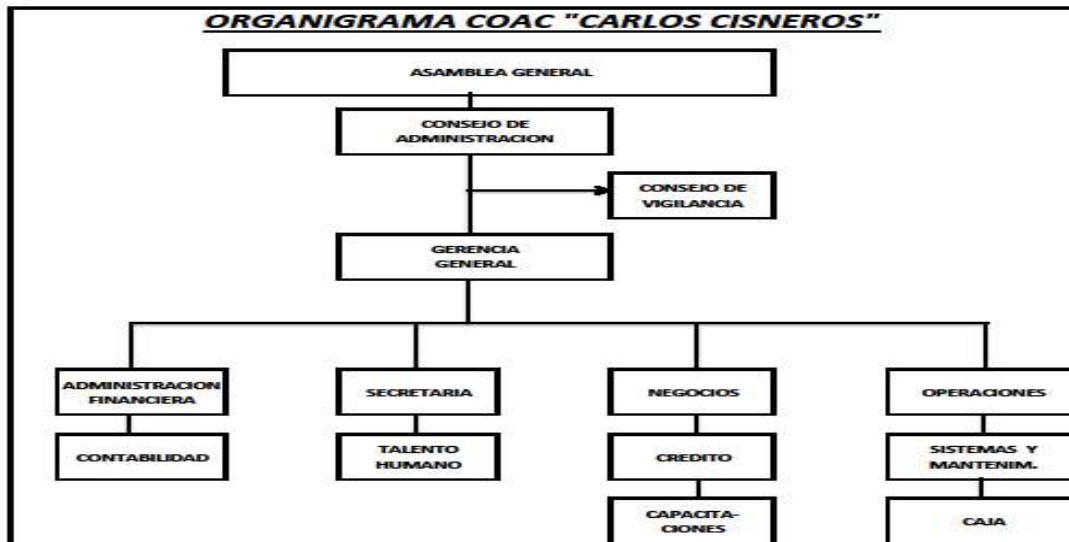 ORGANIGRAMA COAC "CARLOS CISNEROS"
ASAMBLEA GENERAL
CONSEJO DE
ADMINISTRACION
CONSEJO DE
VIGILANCIA
GERENCIA
GENERAL
ADMINISTRACION
FINANCIERA
SECRETARIA
NEGOCIOS
OPERACIONES
CONTABILIDAD
TALENTO
HUMANO
CREDITO
SISTEMAS Y
MANTENIM.
CAPACITA-
CIONES
CAJA